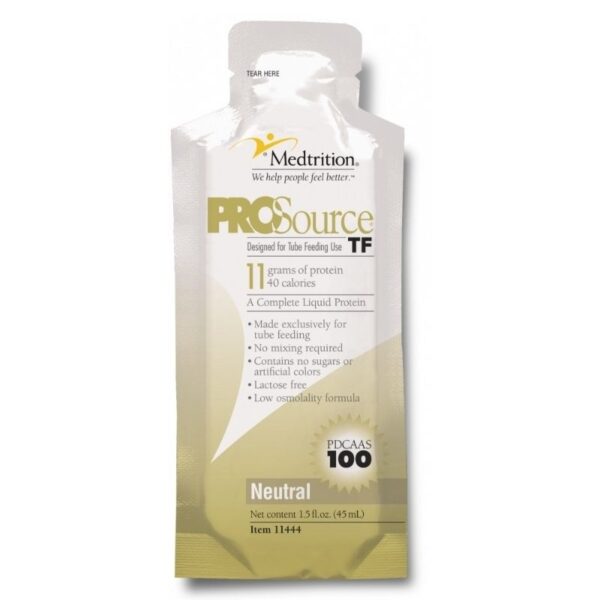 TEAR HERE
Medtrition®
We help people feel better.™
PROSource®
Designed for Tube Feeding Use TF
11 grams of protein
40 calories
A Complete Liquid Protein
• Made exclusively for
tube feeding
• No mixing required
• Contains no sugars or
artificial colors
• Lactose free
• Low osmolality formula
PDCAAS
100
Neutral
Net content 1.5 fl.oz. (45 mL)
Item 11444